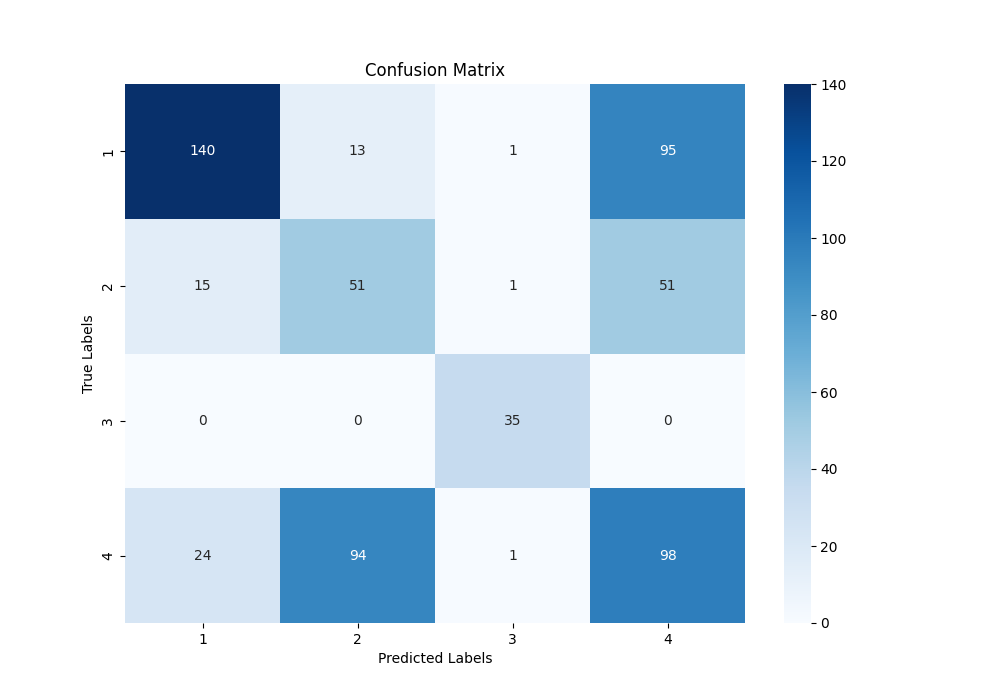 Confusion Matrix
True Labels
1 140 13 1 95
2 15 51 1 51
3 0 0 35 0
4 24 94 1 98
1 2 3 4
Predicted Labels
140
120
100
80
60
40
20
0